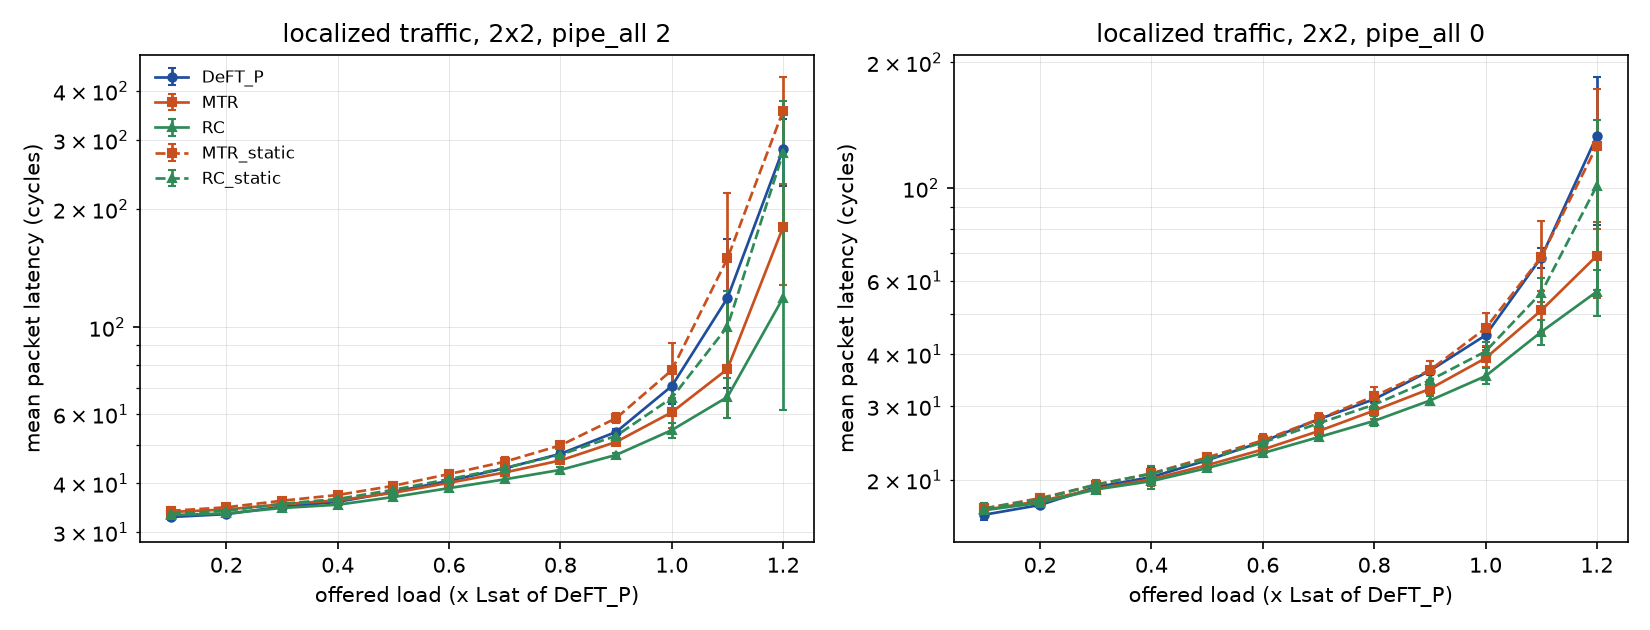 localized traffic, 2x2, pipe_all 2
mean packet latency (cycles)
4 × 10²
3 × 10²
2 × 10²
10²
6 × 10¹
4 × 10¹
3 × 10¹
DeFT_P
MTR
RC
MTR_static
RC_static
0.2 0.4 0.6 0.8 1.0 1.2
offered load (x Lsat of DeFT_P)
localized traffic, 2x2, pipe_all 0
mean packet latency (cycles)
2 × 10²
10²
6 × 10¹
4 × 10¹
3 × 10¹
2 × 10¹
0.2 0.4 0.6 0.8 1.0 1.2
offered load (x Lsat of DeFT_P)